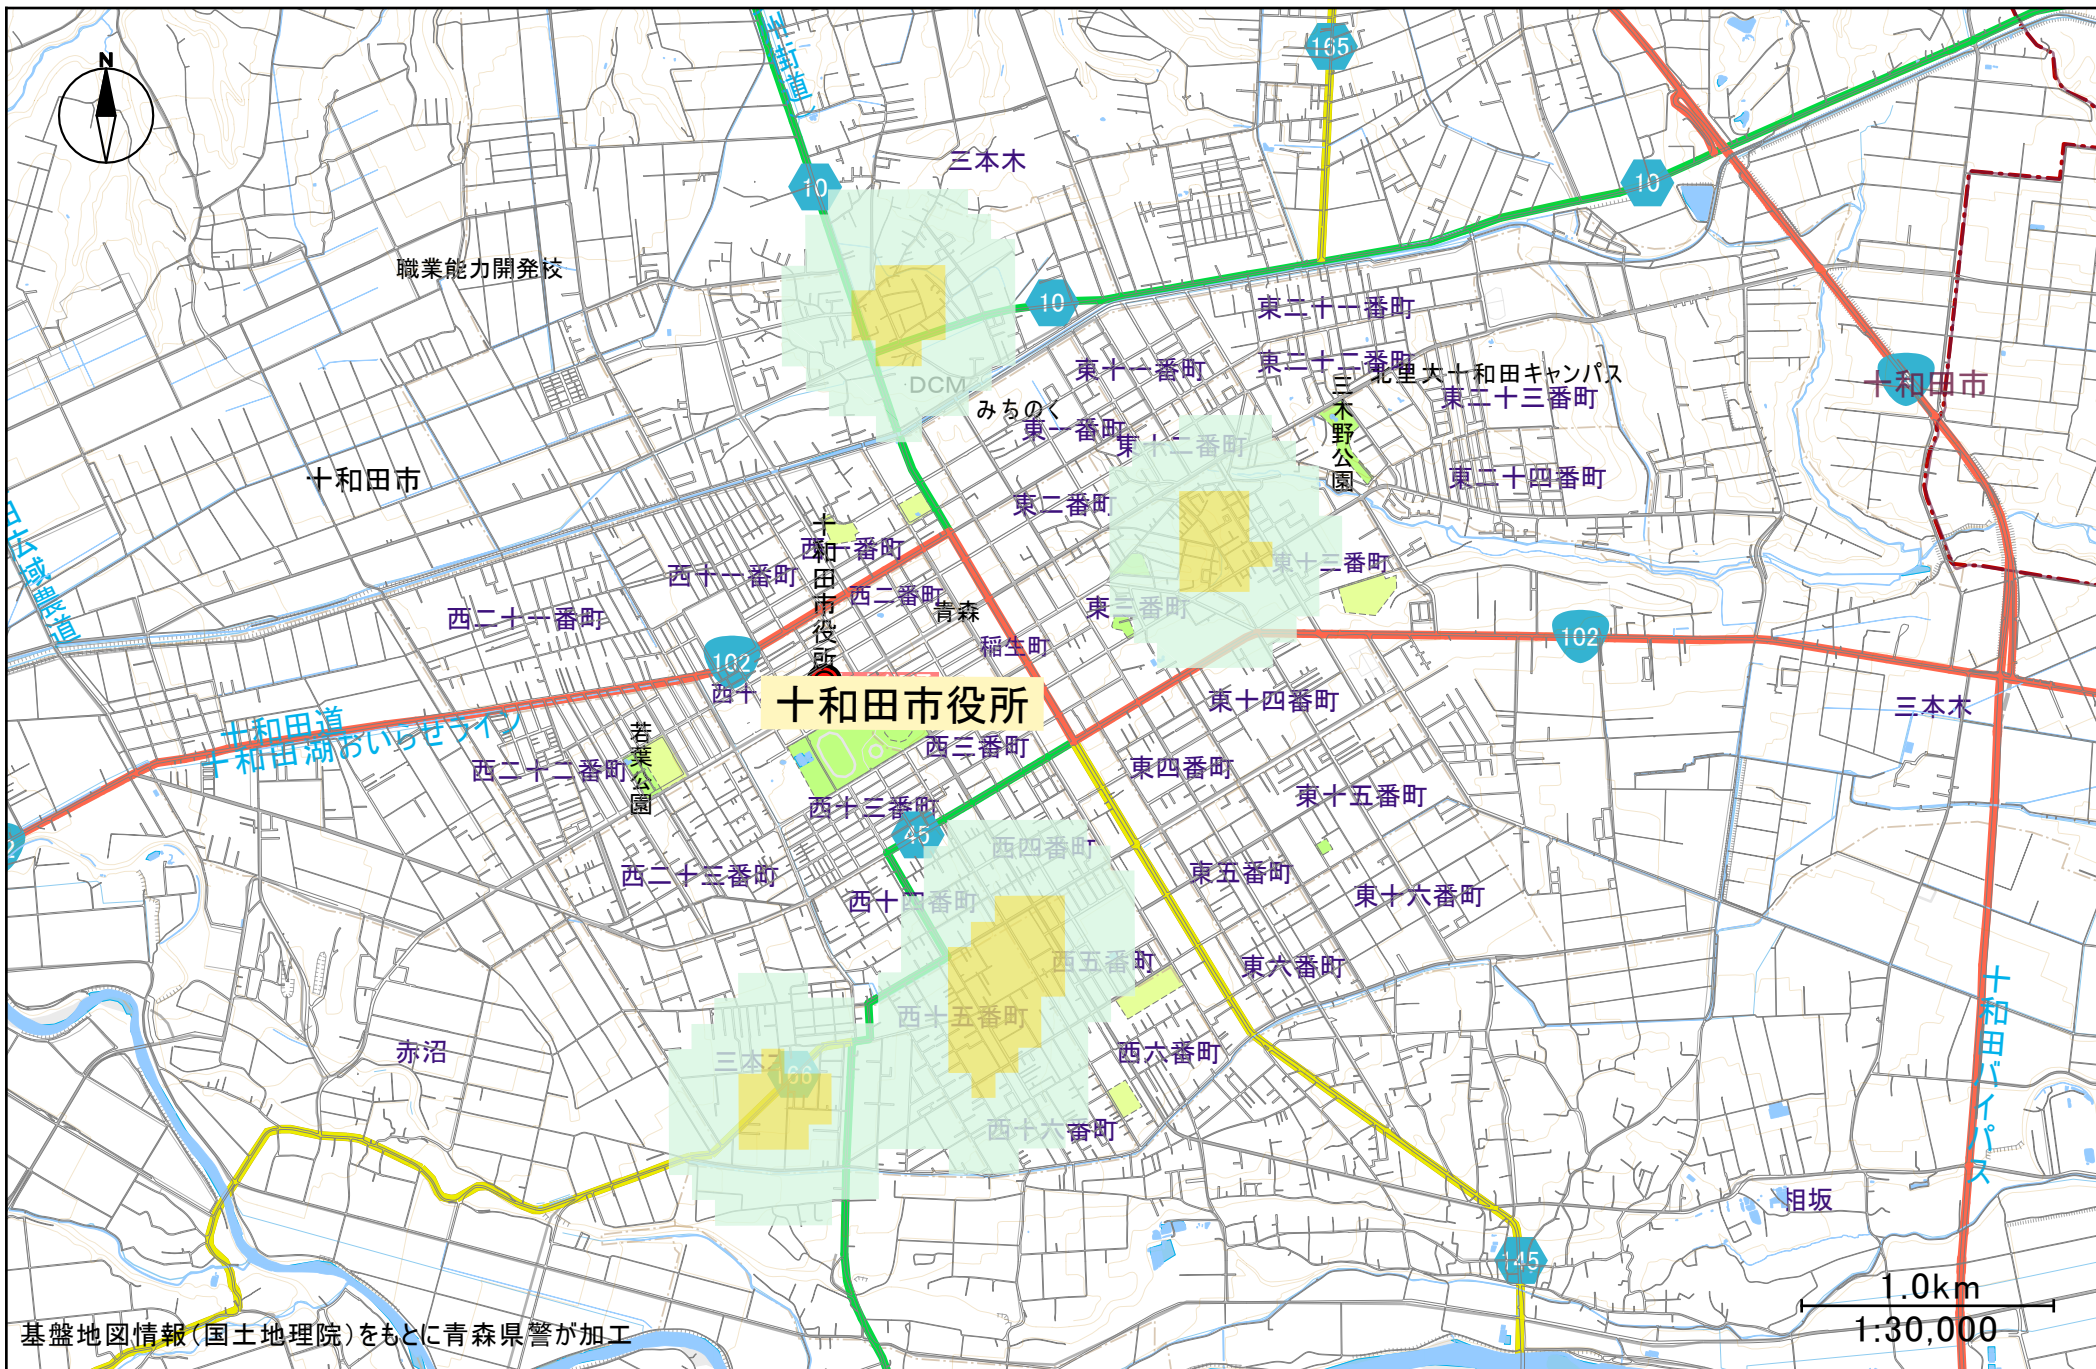 N
165
10
三本木
10
職業能力開発校
10
東二十一番町
東十一番町
東二十二番町
北里大十和田キャンパス
十和田市
DCM
東二十三番町
みちのく
東一番町
東十二番町
三木野公園
十和田市
東二十四番町
東二番町
十和田市役所
西一番町
西十一番町
東十三番町
西二番町
青森
東三番町
西二十一番町
稲生町
102
102
西十
十和田市役所
東十四番町
三本木
十和田道
十和田湖おいらせライン
若葉公園
西三番町
西二十二番町
東四番町
東十五番町
西十三番町
45
西四番町
西二十三番町
東五番町
西十四番町
東十六番町
西五番町
東六番町
西十五番町
十和田バイパス
赤沼
三本木
166
西六番町
西十六番町
相坂
145
1.0km
1:30,000
基盤地図情報(国土地理院)をもとに青森県警が加工